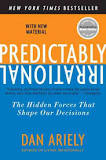 WITH NEW MATERIAL
NEW YORK TIMES BESTSELLER
PREDICTABLY
IRRATIONAL
The Hidden Forces That
Shape Our Decisions
DAN ARIELY